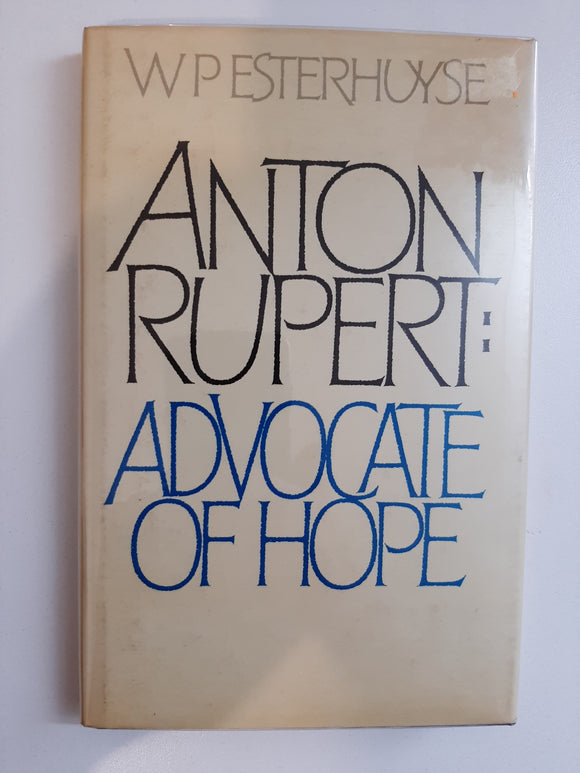 W P ESTERHUYSE
ANTON
RUPERT:
ADVOCATE
OF HOPE